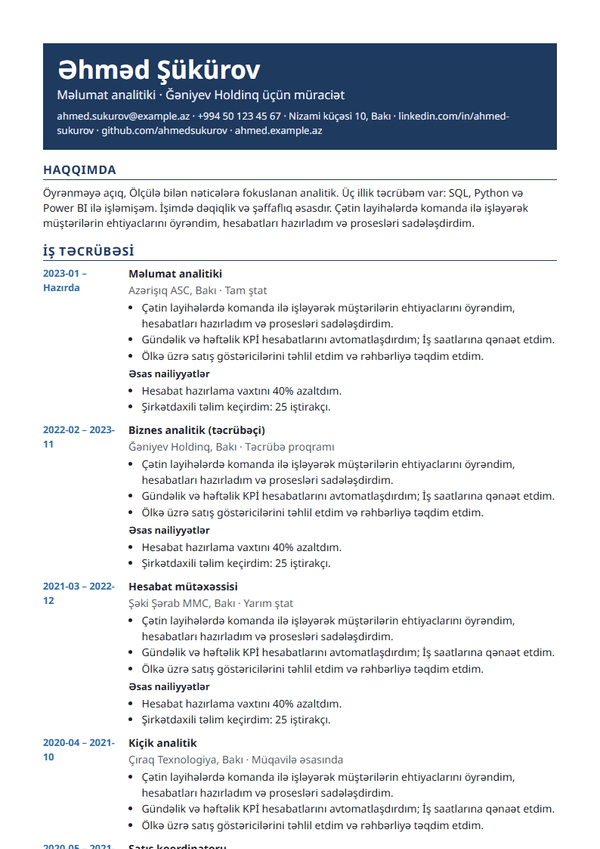 Əhməd Şükürov
Məlumat analitiki · Ğəniyev Holdinq üçün müraciət
ahmed.sukurov@example.az · +994 50 123 45 67 · Nizami küçəsi 10, Bakı · linkedin.com/in/ahmed-
sukurov · github.com/ahmedsukurov · ahmed.example.az
HAQQIMDA
Öyrənməyə açıq, Ölçülə bilən nəticələrə fokuslanan analitik. Üç illik təcrübəm var: SQL, Python və
Power BI ilə işləmişəm. İşimdə dəqiqlik və şəffaflıq əsasdır. Çətin layihələrdə komanda ilə işləyərək
müştərilərin ehtiyaclarını öyrəndim, hesabatları hazırladım və prosesləri sadələşdirdim.
İŞ TƏCRÜBƏSİ
2023-01 –
Hazırda
Məlumat analitiki
Azərişıq ASC, Bakı · Tam ştat
• Çətin layihələrdə komanda ilə işləyərək müştərilərin ehtiyaclarını öyrəndim,
hesabatları hazırladım və prosesləri sadələşdirdim.
• Gündəlik və həftəlik KPİ hesabatlarını avtomatlaşdırdım; İş saatlarına qənaət etdim.
• Ölkə üzrə satış göstəricilərini təhlil etdim və rəhbərliyə təqdim etdim.
Əsas nailiyyətlər
• Hesabat hazırlama vaxtını 40% azaltdım.
• Şirkətdaxili təlim keçirdim: 25 iştirakçı.
2022-02 – 2023-
11
Biznes analitik (təcrübəçi)
Ğəniyev Holdinq, Bakı · Təcrübə proqramı
• Çətin layihələrdə komanda ilə işləyərək müştərilərin ehtiyaclarını öyrəndim,
hesabatları hazırladım və prosesləri sadələşdirdim.
• Gündəlik və həftəlik KPİ hesabatlarını avtomatlaşdırdım; İş saatlarına qənaət etdim.
• Ölkə üzrə satış göstəricilərini təhlil etdim və rəhbərliyə təqdim etdim.
Əsas nailiyyətlər
• Hesabat hazırlama vaxtını 40% azaltdım.
• Şirkətdaxili təlim keçirdim: 25 iştirakçı.
2021-03 – 2022-
12
Hesabat mütəxəssisi
Şəki Şərab MMC, Bakı · Yarım ştat
• Çətin layihələrdə komanda ilə işləyərək müştərilərin ehtiyaclarını öyrəndim,
hesabatları hazırladım və prosesləri sadələşdirdim.
• Gündəlik və həftəlik KPİ hesabatlarını avtomatlaşdırdım; İş saatlarına qənaət etdim.
• Ölkə üzrə satış göstəricilərini təhlil etdim və rəhbərliyə təqdim etdim.
Əsas nailiyyətlər
• Hesabat hazırlama vaxtını 40% azaltdım.
• Şirkətdaxili təlim keçirdim: 25 iştirakçı.
2020-04 – 2021-
10
Kiçik analitik
Çıraq Texnologiya, Bakı · Müqavilə əsasında
• Çətin layihələrdə komanda ilə işləyərək müştərilərin ehtiyaclarını öyrəndim,
hesabatları hazırladım və prosesləri sadələşdirdim.
• Gündəlik və həftəlik KPİ hesabatlarını avtomatlaşdırdım; İş saatlarına qənaət etdim.
• Ölkə üzrə satış göstəricilərini təhlil etdim və rəhbərliyə təqdim etdim.
2020-05 – 2021-
Satış koordinatoru